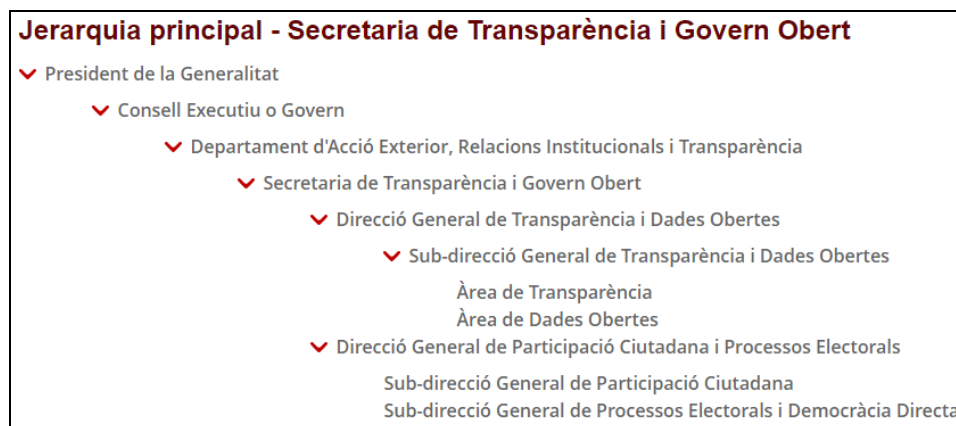 Jerarquia principal - Secretaria de Transparència i Govern Obert
President de la Generalitat
Consell Executiu o Govern
Departament d'Acció Exterior, Relacions Institucionals i Transparència
Secretaria de Transparència i Govern Obert
Direcció General de Transparència i Dades Obertes
Sub-direcció General de Transparència i Dades Obertes
Àrea de Transparència
Àrea de Dades Obertes
Direcció General de Participació Ciutadana i Processos Electorals
Sub-direcció General de Participació Ciutadana
Sub-direcció General de Processos Electorals i Democràcia Directa